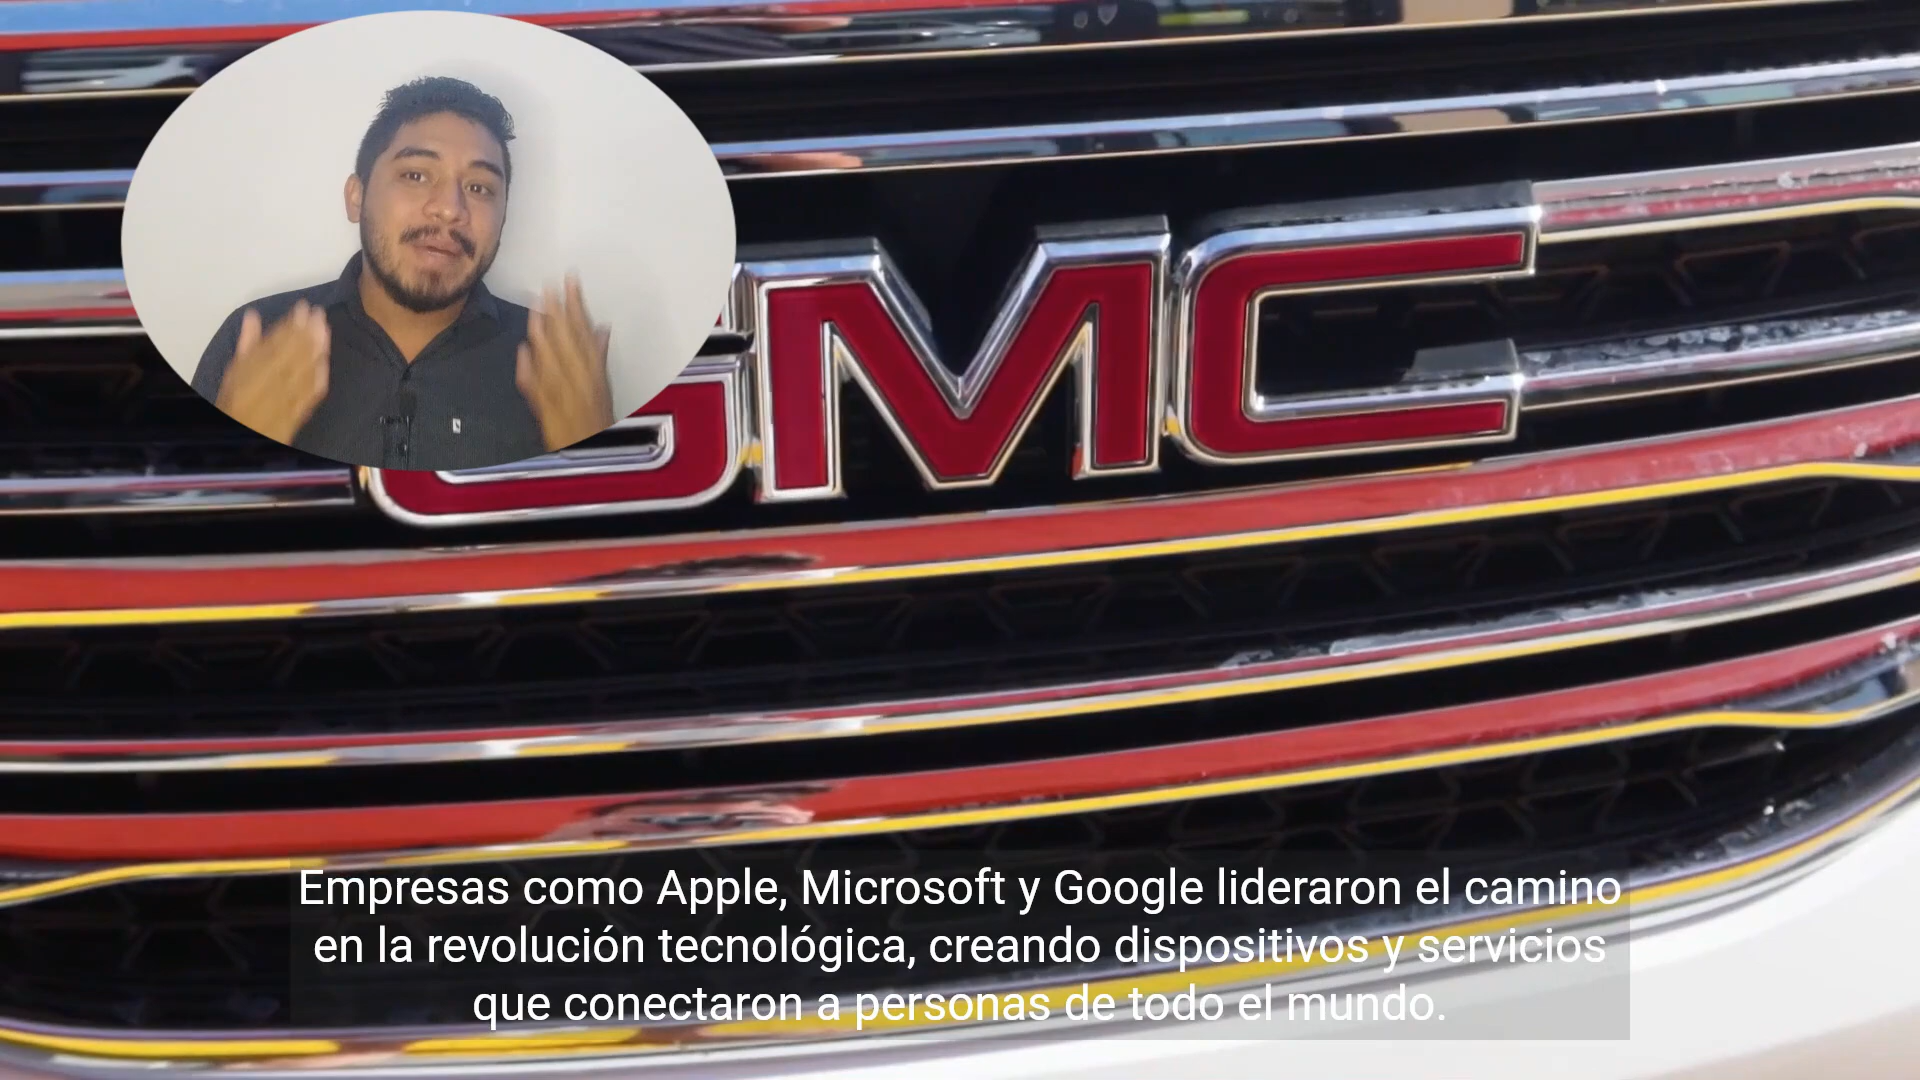 GMC
Empresas como Apple, Microsoft y Google lideraron el camino
en la revolución tecnológica, creando dispositivos y servicios
que conectaron a personas de todo el mundo.